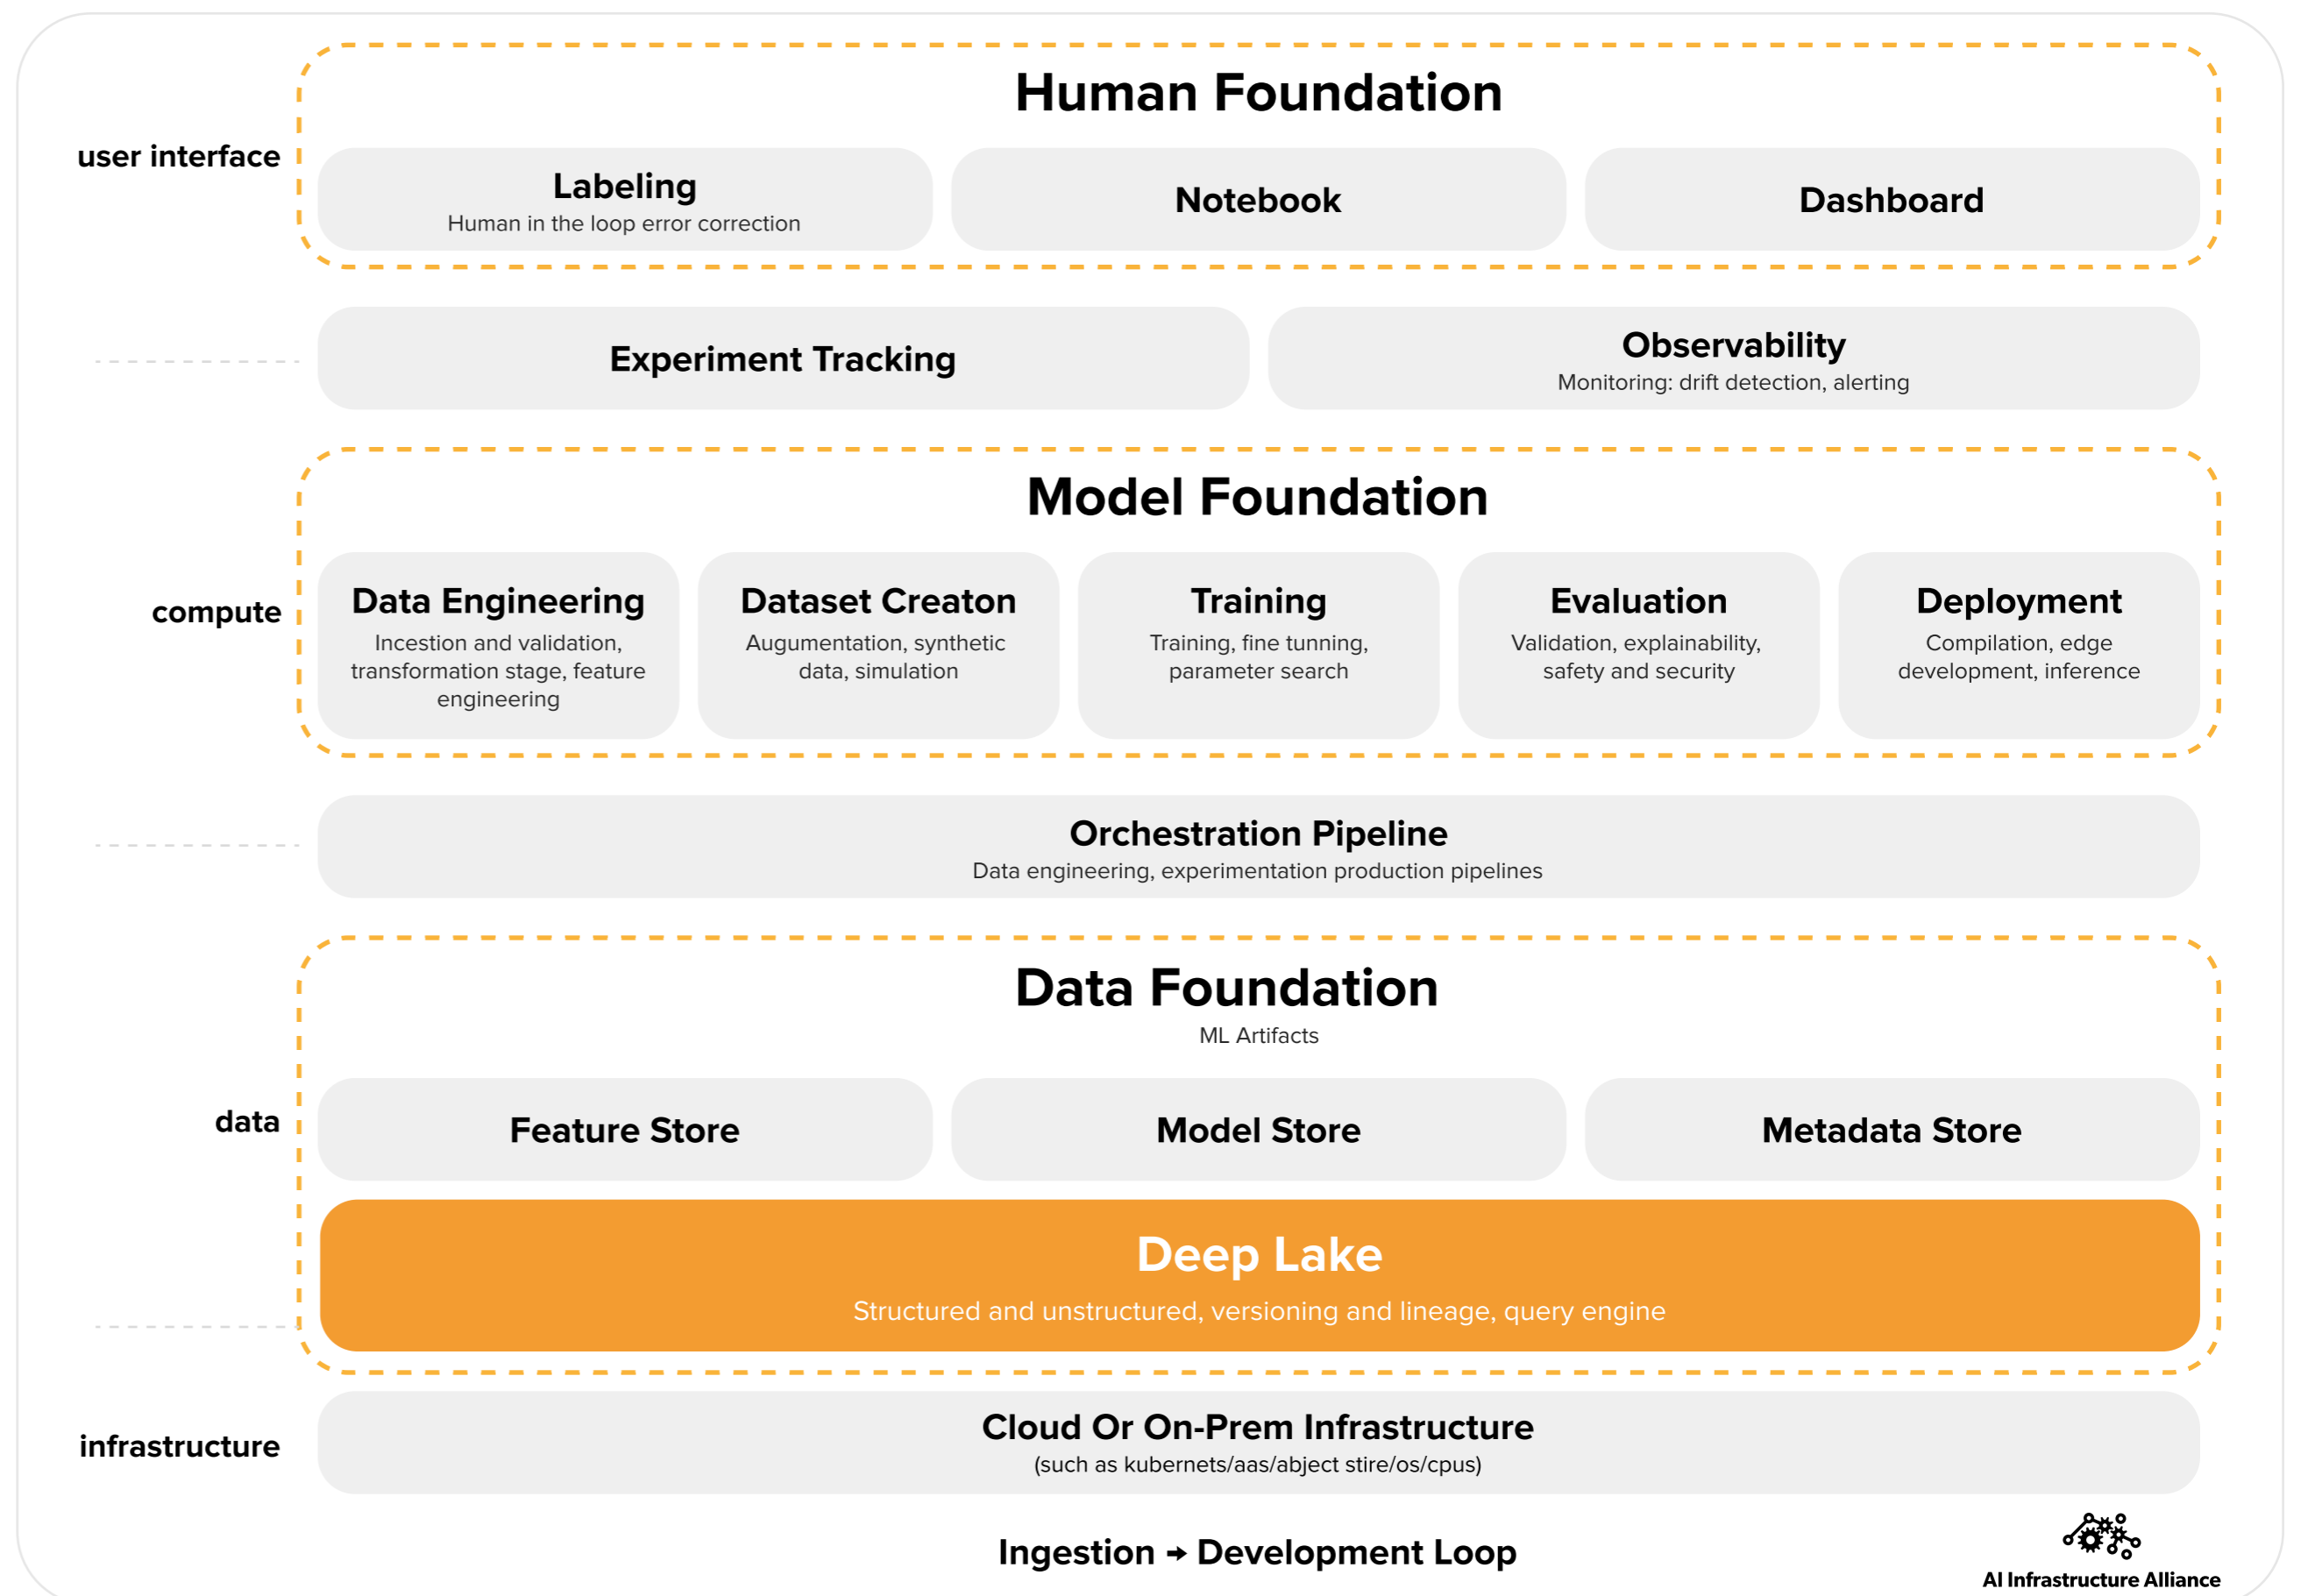 Human Foundation
user interface
Labeling
Human in the loop error correction
Notebook
Dashboard
Experiment Tracking
Observability
Monitoring: drift detection, alerting
Model Foundation
compute
Data Engineering
Incestion and validation,
transformation stage, feature
engineering
Dataset Creaton
Augumentation, synthetic
data, simulation
Training
Training, fine tunning,
parameter search
Evaluation
Validation, explainability,
safety and security
Deployment
Compilation, edge
development, inference
Orchestration Pipeline
Data engineering, experimentation production pipelines
Data Foundation
ML Artifacts
data
Feature Store
Model Store
Metadata Store
Deep Lake
Structured and unstructured, versioning and lineage, query engine
infrastructure
Cloud Or On-Prem Infrastructure
(such as kubernets/aas/abject stire/os/cpus)
Ingestion → Development Loop
AI Infrastructure Alliance